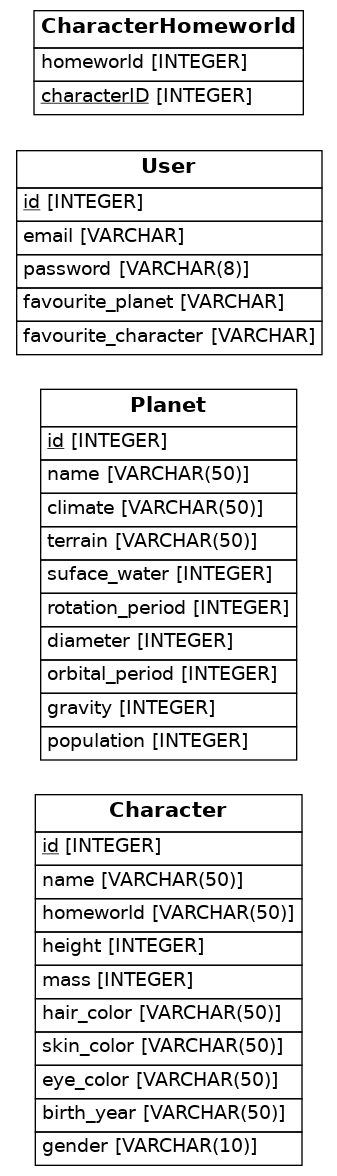 CharacterHomeworld
homeworld [INTEGER]
characterID [INTEGER]
User
id [INTEGER]
email [VARCHAR]
password [VARCHAR(8)]
favourite_planet [VARCHAR]
favourite_character [VARCHAR]
Planet
id [INTEGER]
name [VARCHAR(50)]
climate [VARCHAR(50)]
terrain [VARCHAR(50)]
suface_water [INTEGER]
rotation_period [INTEGER]
diameter [INTEGER]
orbital_period [INTEGER]
gravity [INTEGER]
population [INTEGER]
Character
id [INTEGER]
name [VARCHAR(50)]
homeworld [VARCHAR(50)]
height [INTEGER]
mass [INTEGER]
hair_color [VARCHAR(50)]
skin_color [VARCHAR(50)]
eye_color [VARCHAR(50)]
birth_year [VARCHAR(50)]
gender [VARCHAR(10)]